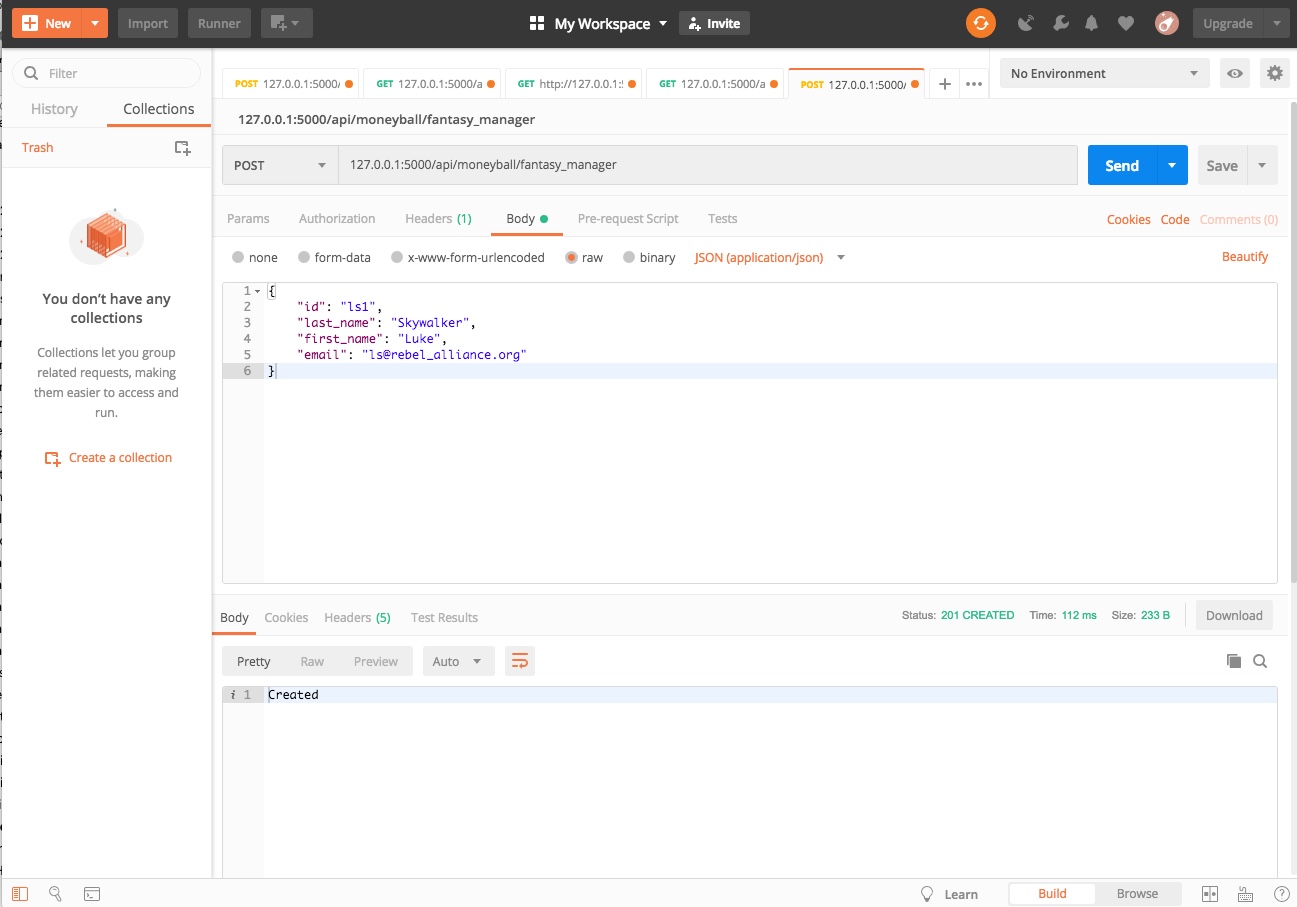 New
Import
Runner
My Workspace
Invite
Upgrade
Filter
History
Collections
Trash
You don't have any
collections
Collections let you group
related requests, making
them easier to access and
run.
Create a collection
POST 127.0.0.1:5000/
GET 127.0.0.1:5000/a
GET http://127.0.0.1:5
GET 127.0.0.1:5000/a
POST 127.0.0.1:5000/
No Environment
127.0.0.1:5000/api/moneyball/fantasy_manager
POST 127.0.0.1:5000/api/moneyball/fantasy_manager
Send
Save
Params Authorization Headers (1) Body Pre-request Script Tests
Cookies Code Comments (0)
none form-data x-www-form-urlencoded raw binary JSON (application/json)
Beautify
1 {
2 "id": "ls1",
3 "last_name": "Skywalker",
4 "first_name": "Luke",
5 "email": "ls@rebel_alliance.org"
6 }
Body Cookies Headers (5) Test Results
Status: 201 CREATED Time: 112 ms Size: 233 B
Download
Pretty Raw Preview Auto
i 1 Created
Learn
Build Browse
?